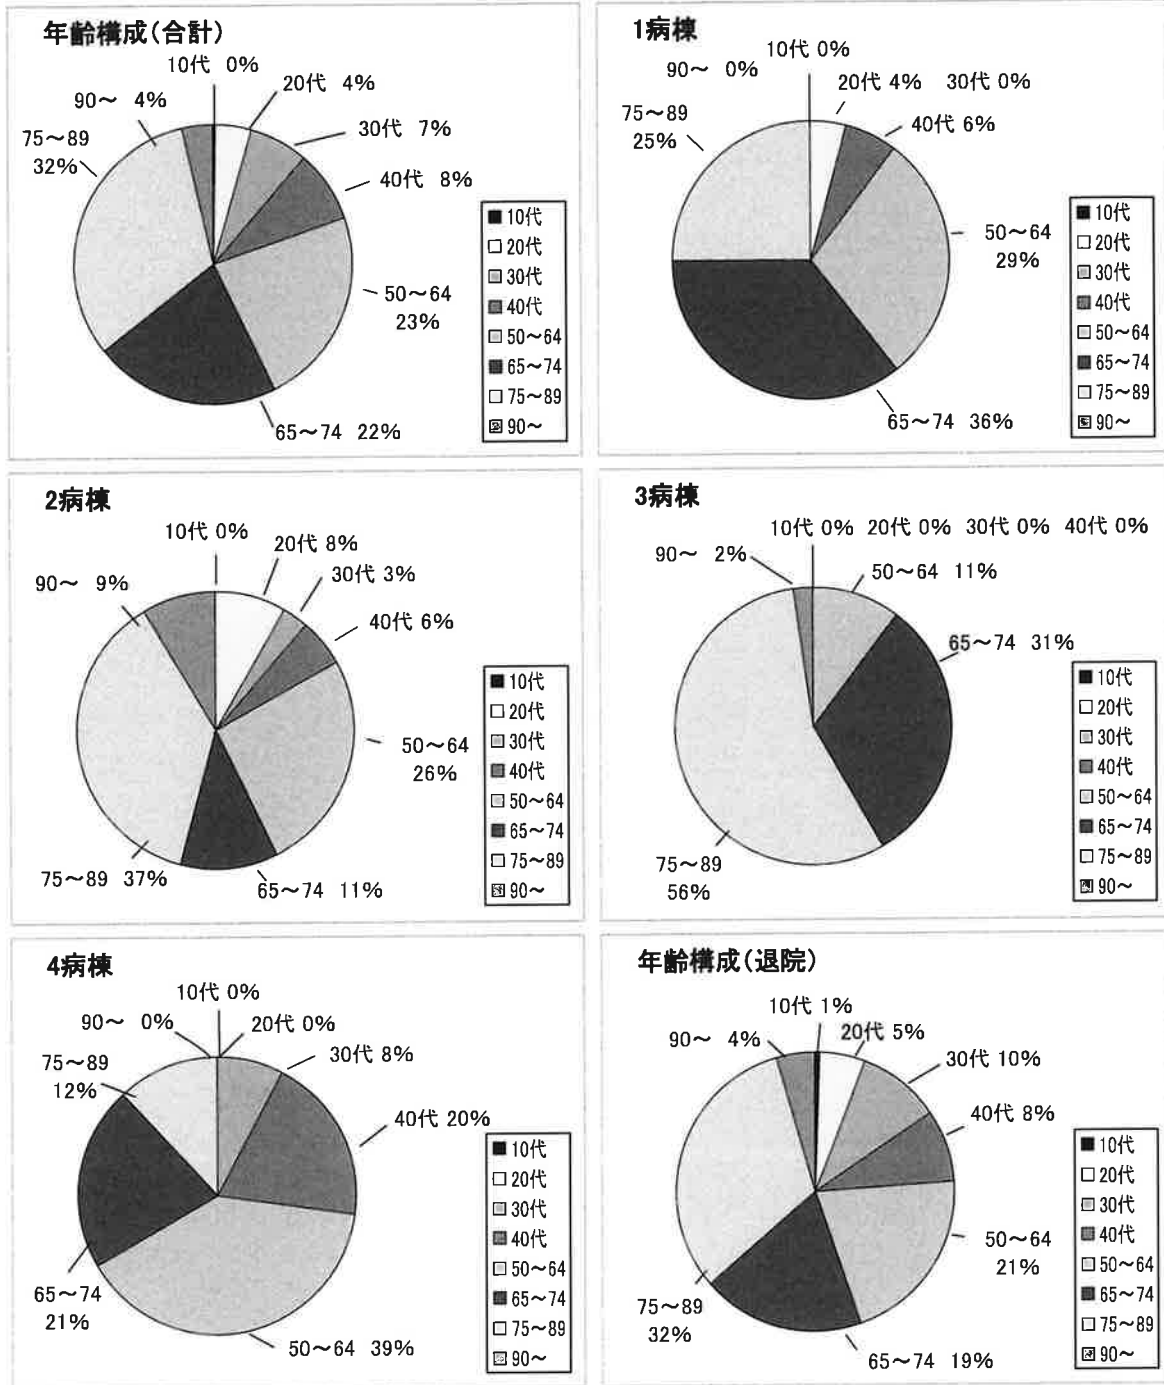 年齢構成(合計)
10代 0%
20代 4%
90~ 4%
30代 7%
75~89
32%
40代 8%
50~64
23%
65~74 22%
10代
20代
30代
40代
50~64
65~74
75~89
90~
1病棟
10代 0%
90~ 0%
20代 4% 30代 0%
75~89
25%
40代 6%
50~64
29%
65~74 36%
10代
20代
30代
40代
50~64
65~74
75~89
90~
2病棟
10代 0%
20代 8%
90~ 9%
30代 3%
40代 6%
50~64
26%
75~89 37%
65~74 11%
10代
20代
30代
40代
50~64
65~74
75~89
90~
3病棟
10代 0% 20代 0% 30代 0% 40代 0%
90~ 2%
50~64 11%
65~74 31%
75~89
56%
10代
20代
30代
40代
50~64
65~74
75~89
90~
4病棟
10代 0%
90~ 0%
20代 0%
75~89
12%
30代 8%
40代 20%
65~74
21%
50~64 39%
10代
20代
30代
40代
50~64
65~74
75~89
90~
年齢構成(退院)
10代 1%
90~ 4%
20代 5%
30代 10%
40代 8%
50~64
21%
75~89
32%
65~74 19%
10代
20代
30代
40代
50~64
65~74
75~89
90~